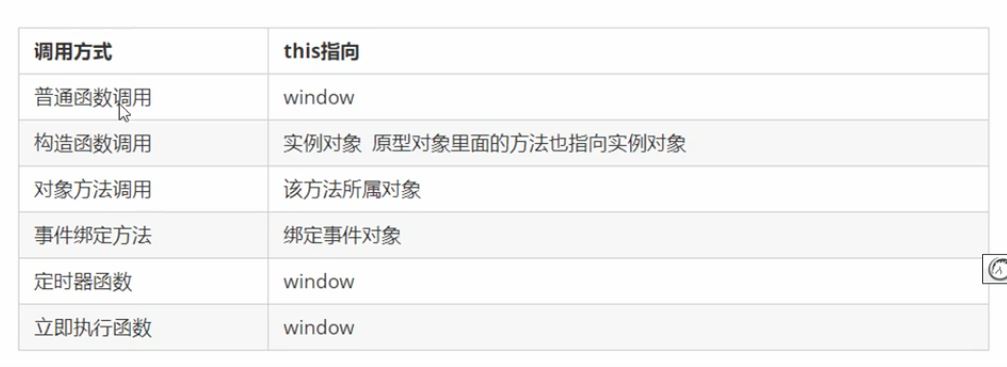 调用方式 this指向
普通函数调用 window
构造函数调用 实例对象 原型对象里面的方法也指向实例对象
对象方法调用 该方法所属对象
事件绑定方法 绑定事件对象
定时器函数 window
立即执行函数 window